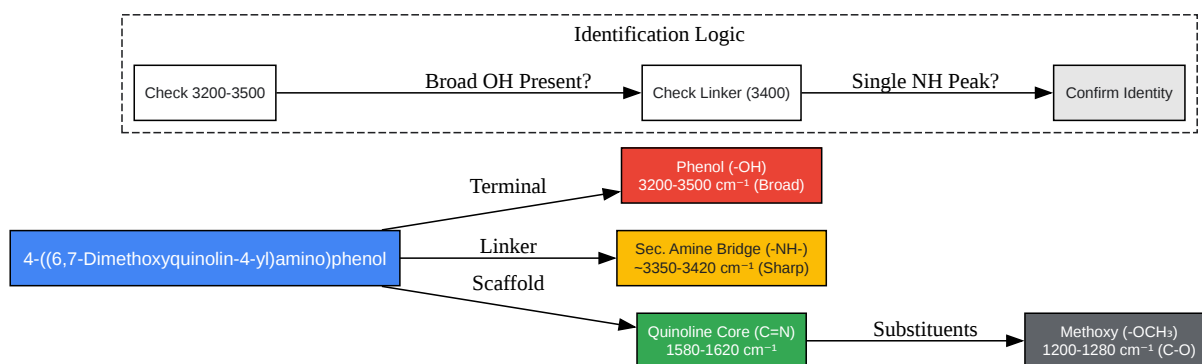 Identification Logic
Check 3200-3500
Broad OH Present?
Check Linker (3400)
Single NH Peak?
Confirm Identity
4-((6,7-Dimethoxyquinolin-4-yl)amino)phenol
Terminal
Phenol (-OH)
3200-3500 cm⁻¹ (Broad)
Linker
Sec. Amine Bridge (-NH-)
~3350-3420 cm⁻¹ (Sharp)
Scaffold
Quinoline Core (C=N)
1580-1620 cm⁻¹
Substituents
Methoxy (-OCH₃)
1200-1280 cm⁻¹ (C-O)